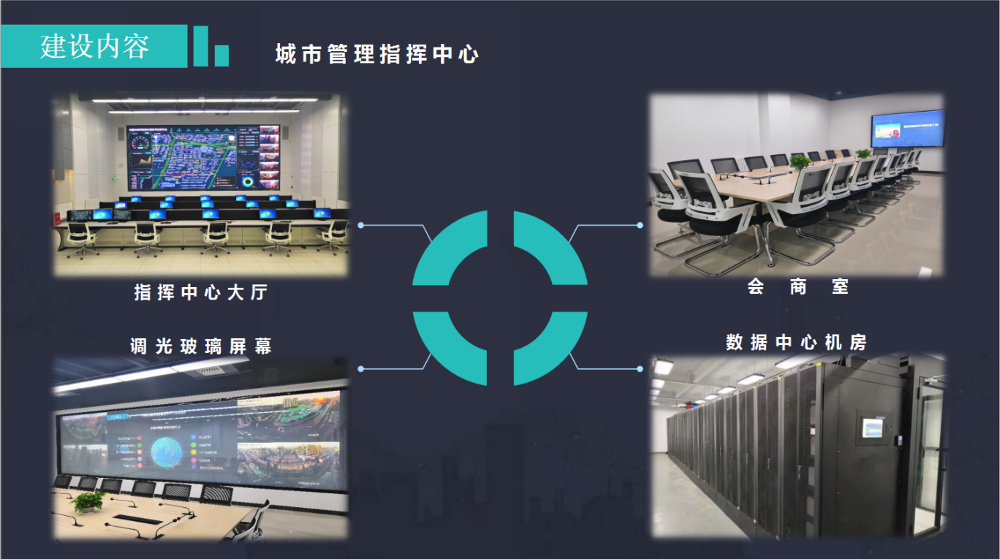 建设内容
城市管理指挥中心
指挥中心大厅
会商室
调光玻璃屏幕
数据中心机房